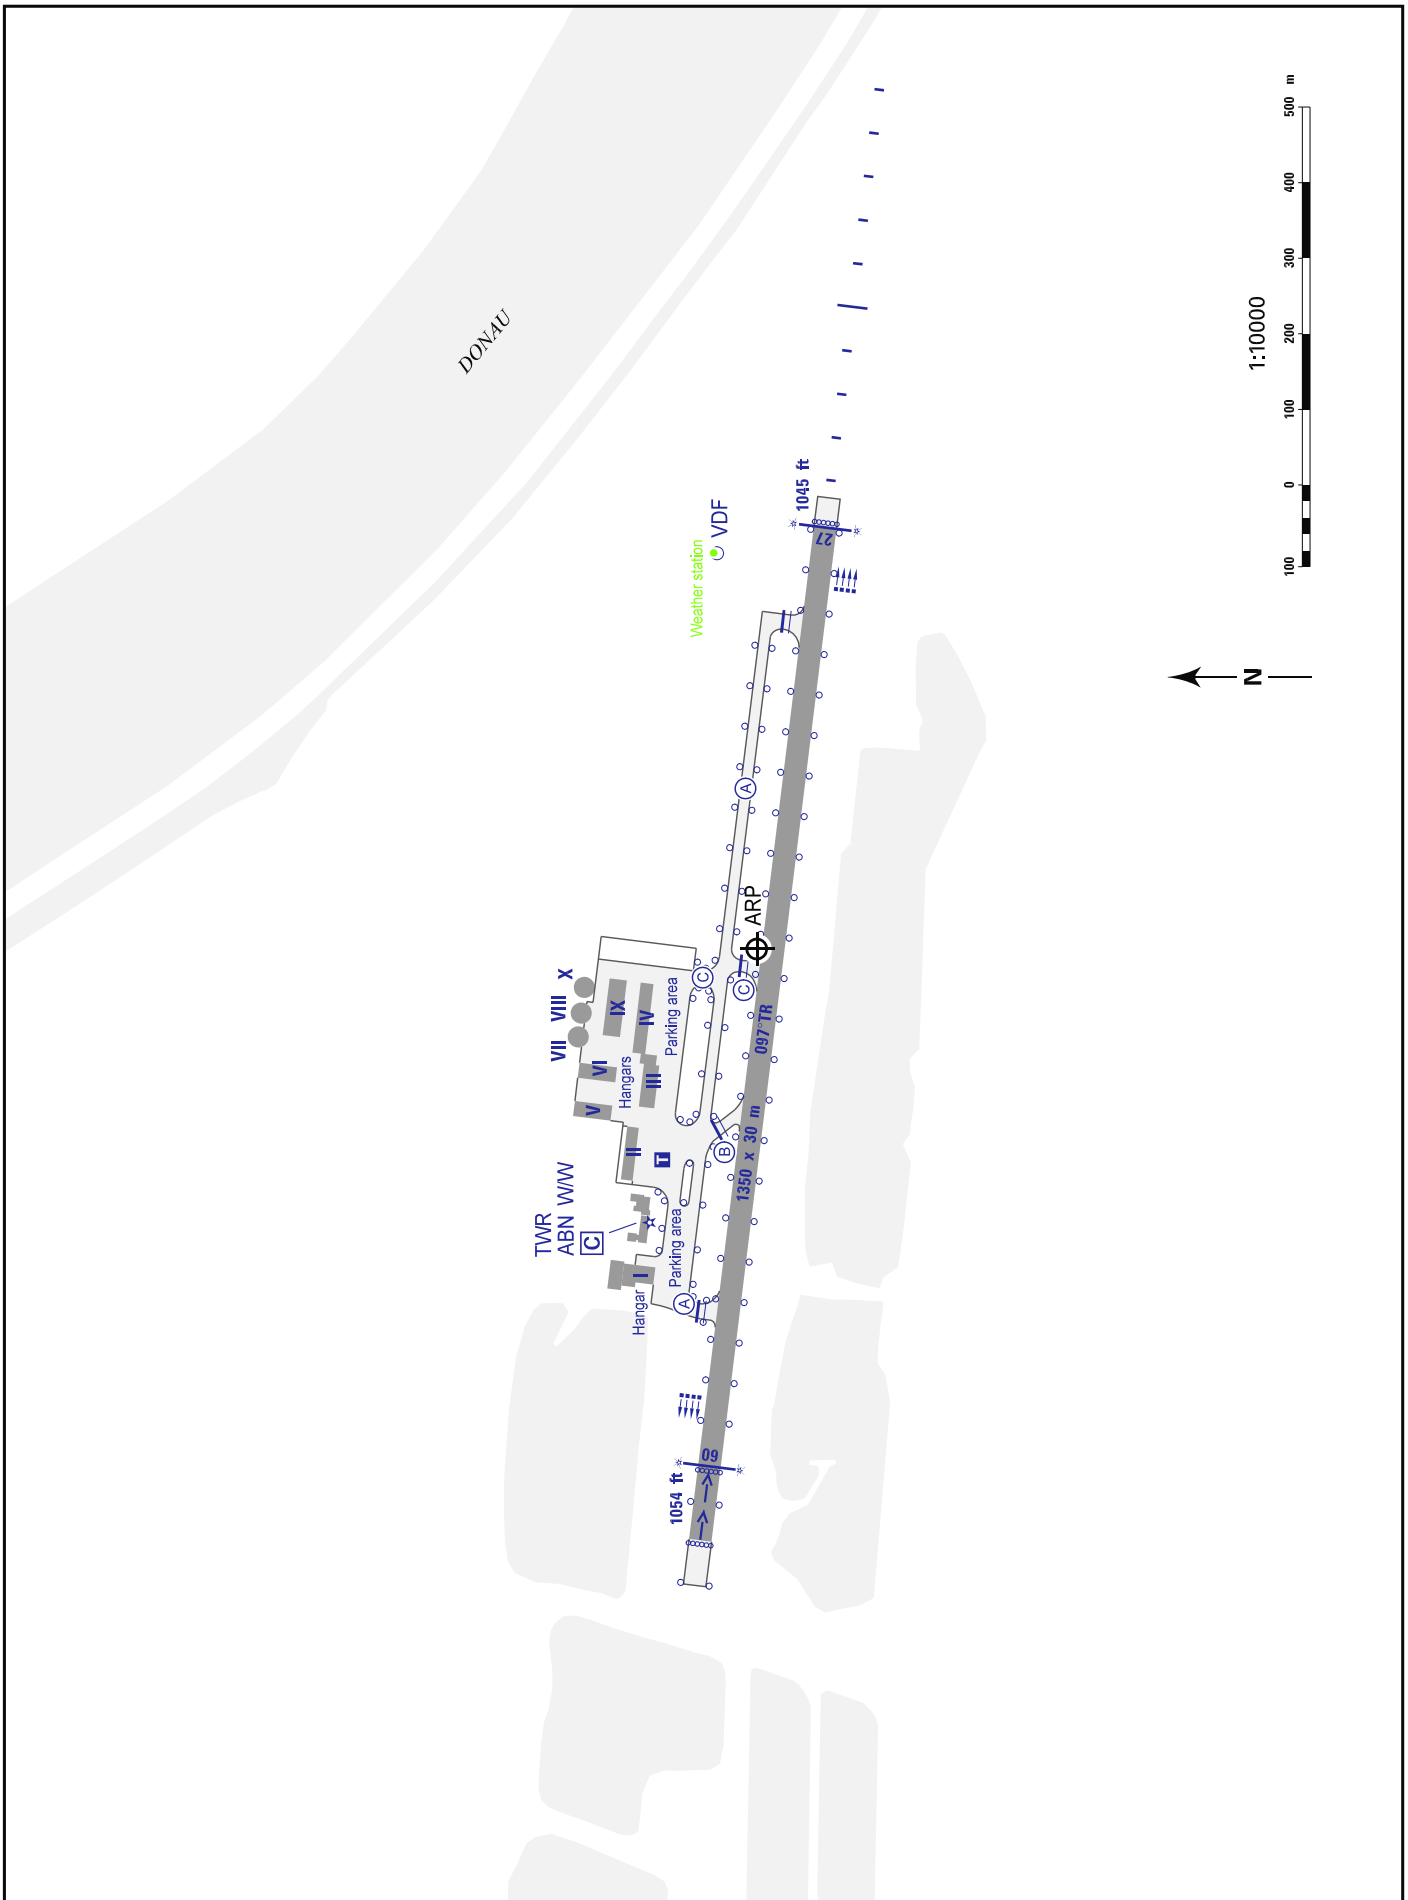 DONAU
1:10000
100
0
100
200
300
400
500 m
N
Weather station
VDF
1045 ft
27
A
ARP
C
C
097°TR
1350 x 30 m
B
X
VIII
VII
IX
IV
VI
III
V
II
Hangars
Parking area
T
TWR
ABN W/W
C
Parking area
I
Hangar
A
09
1054 ft